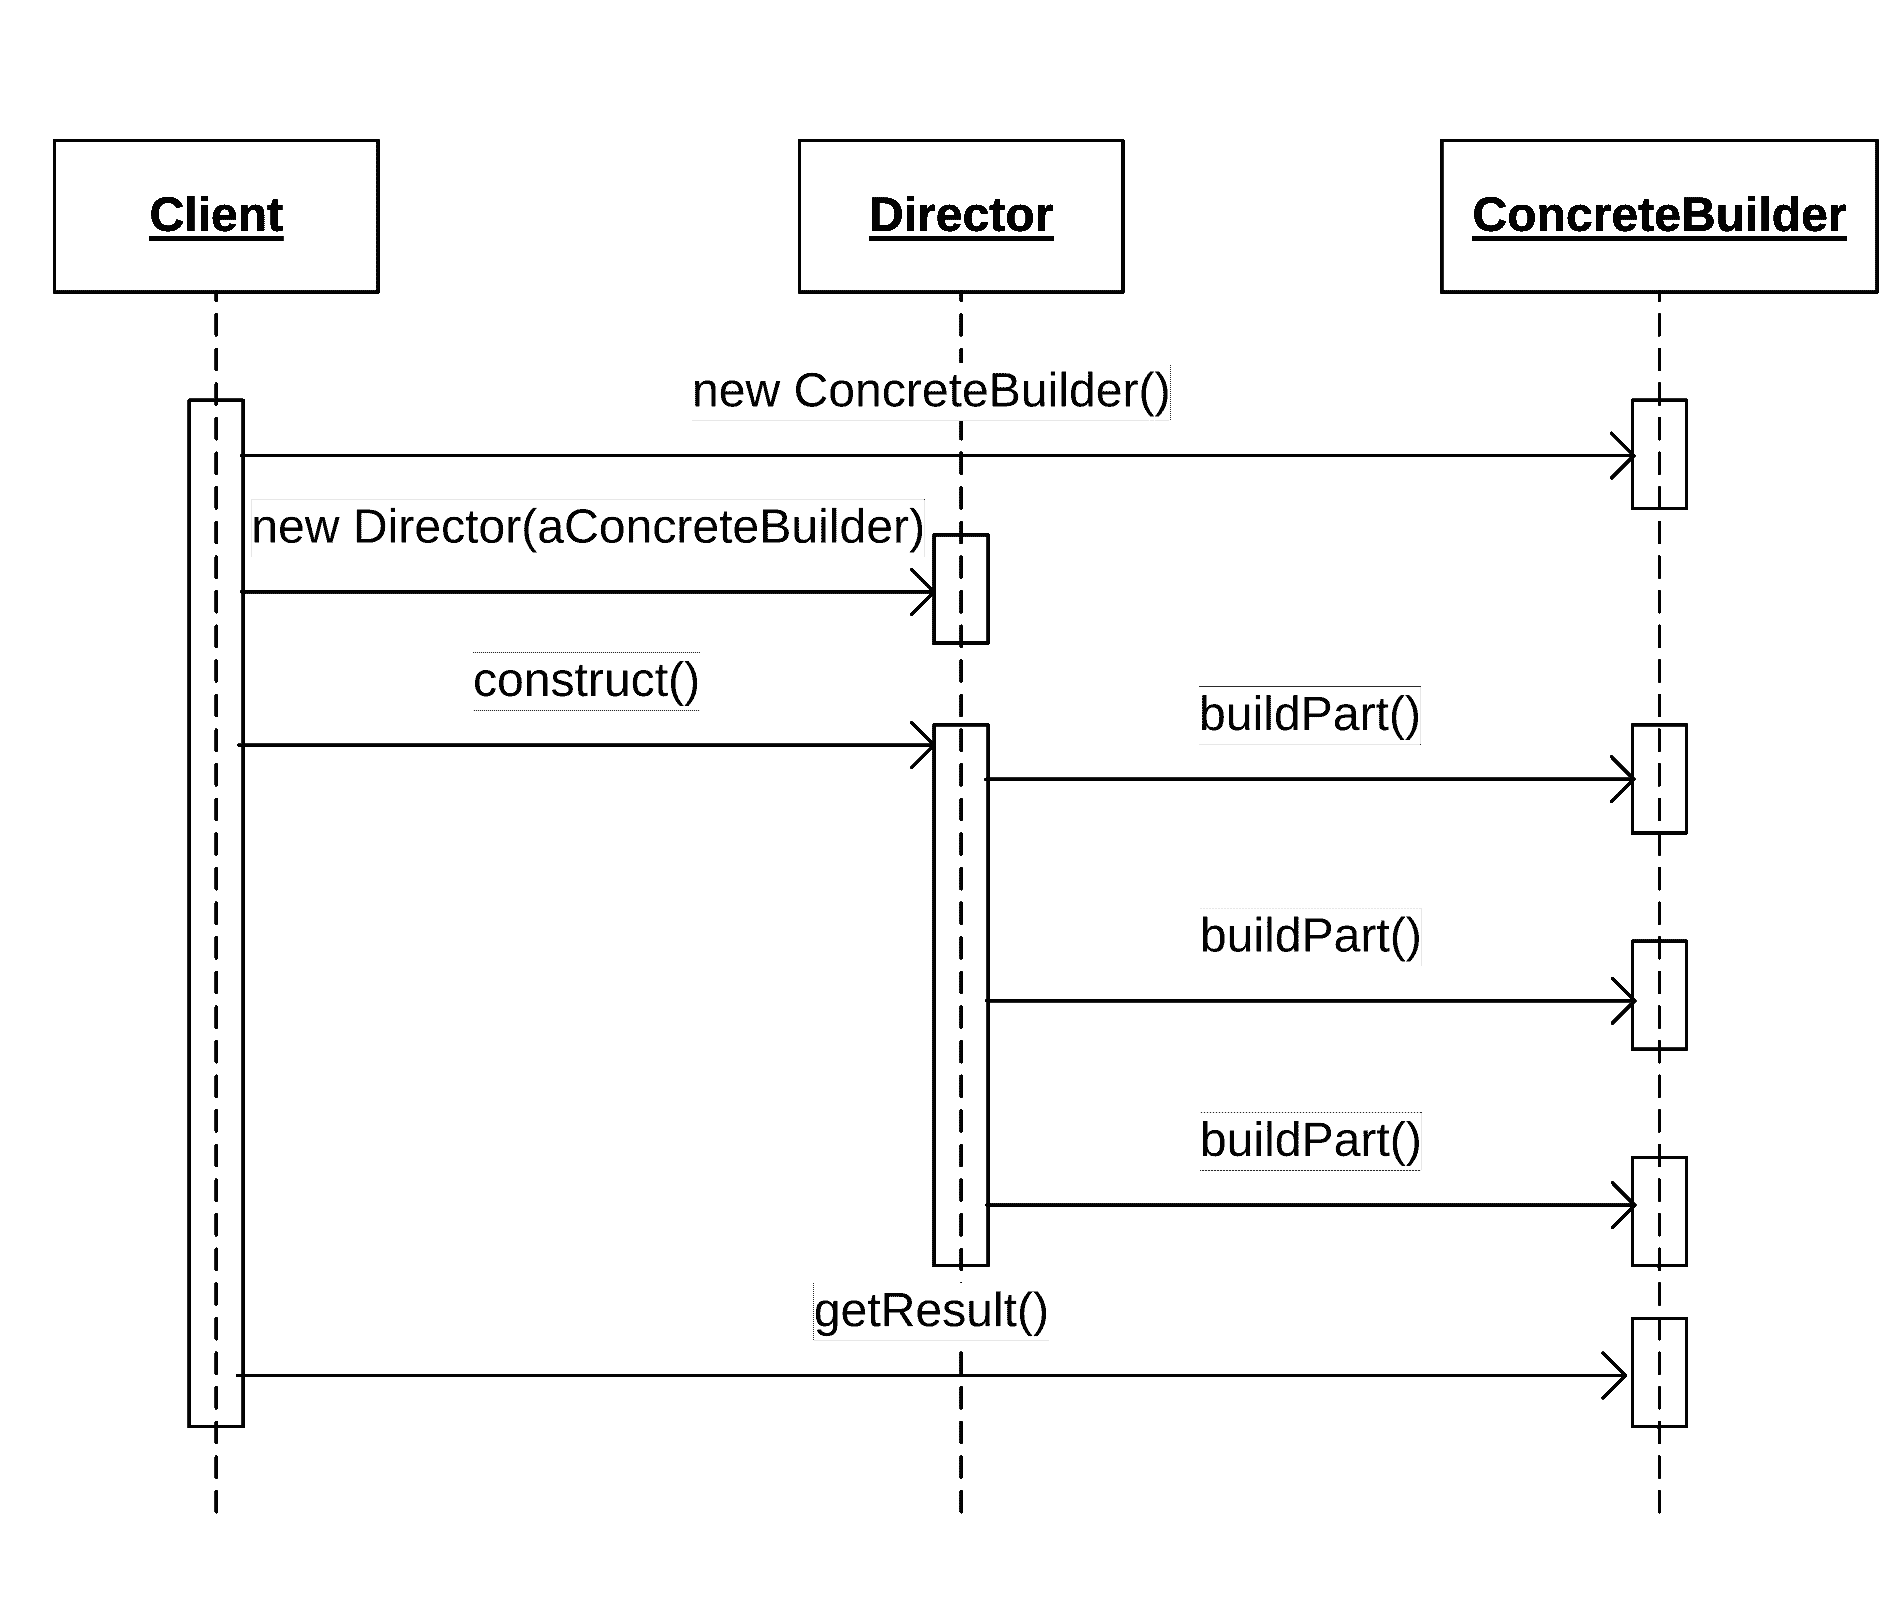 Client
Director
ConcreteBuilder
new ConcreteBuilder()
new Director(aConcreteBuilder)
construct()
buildPart()
buildPart()
buildPart()
getResult()